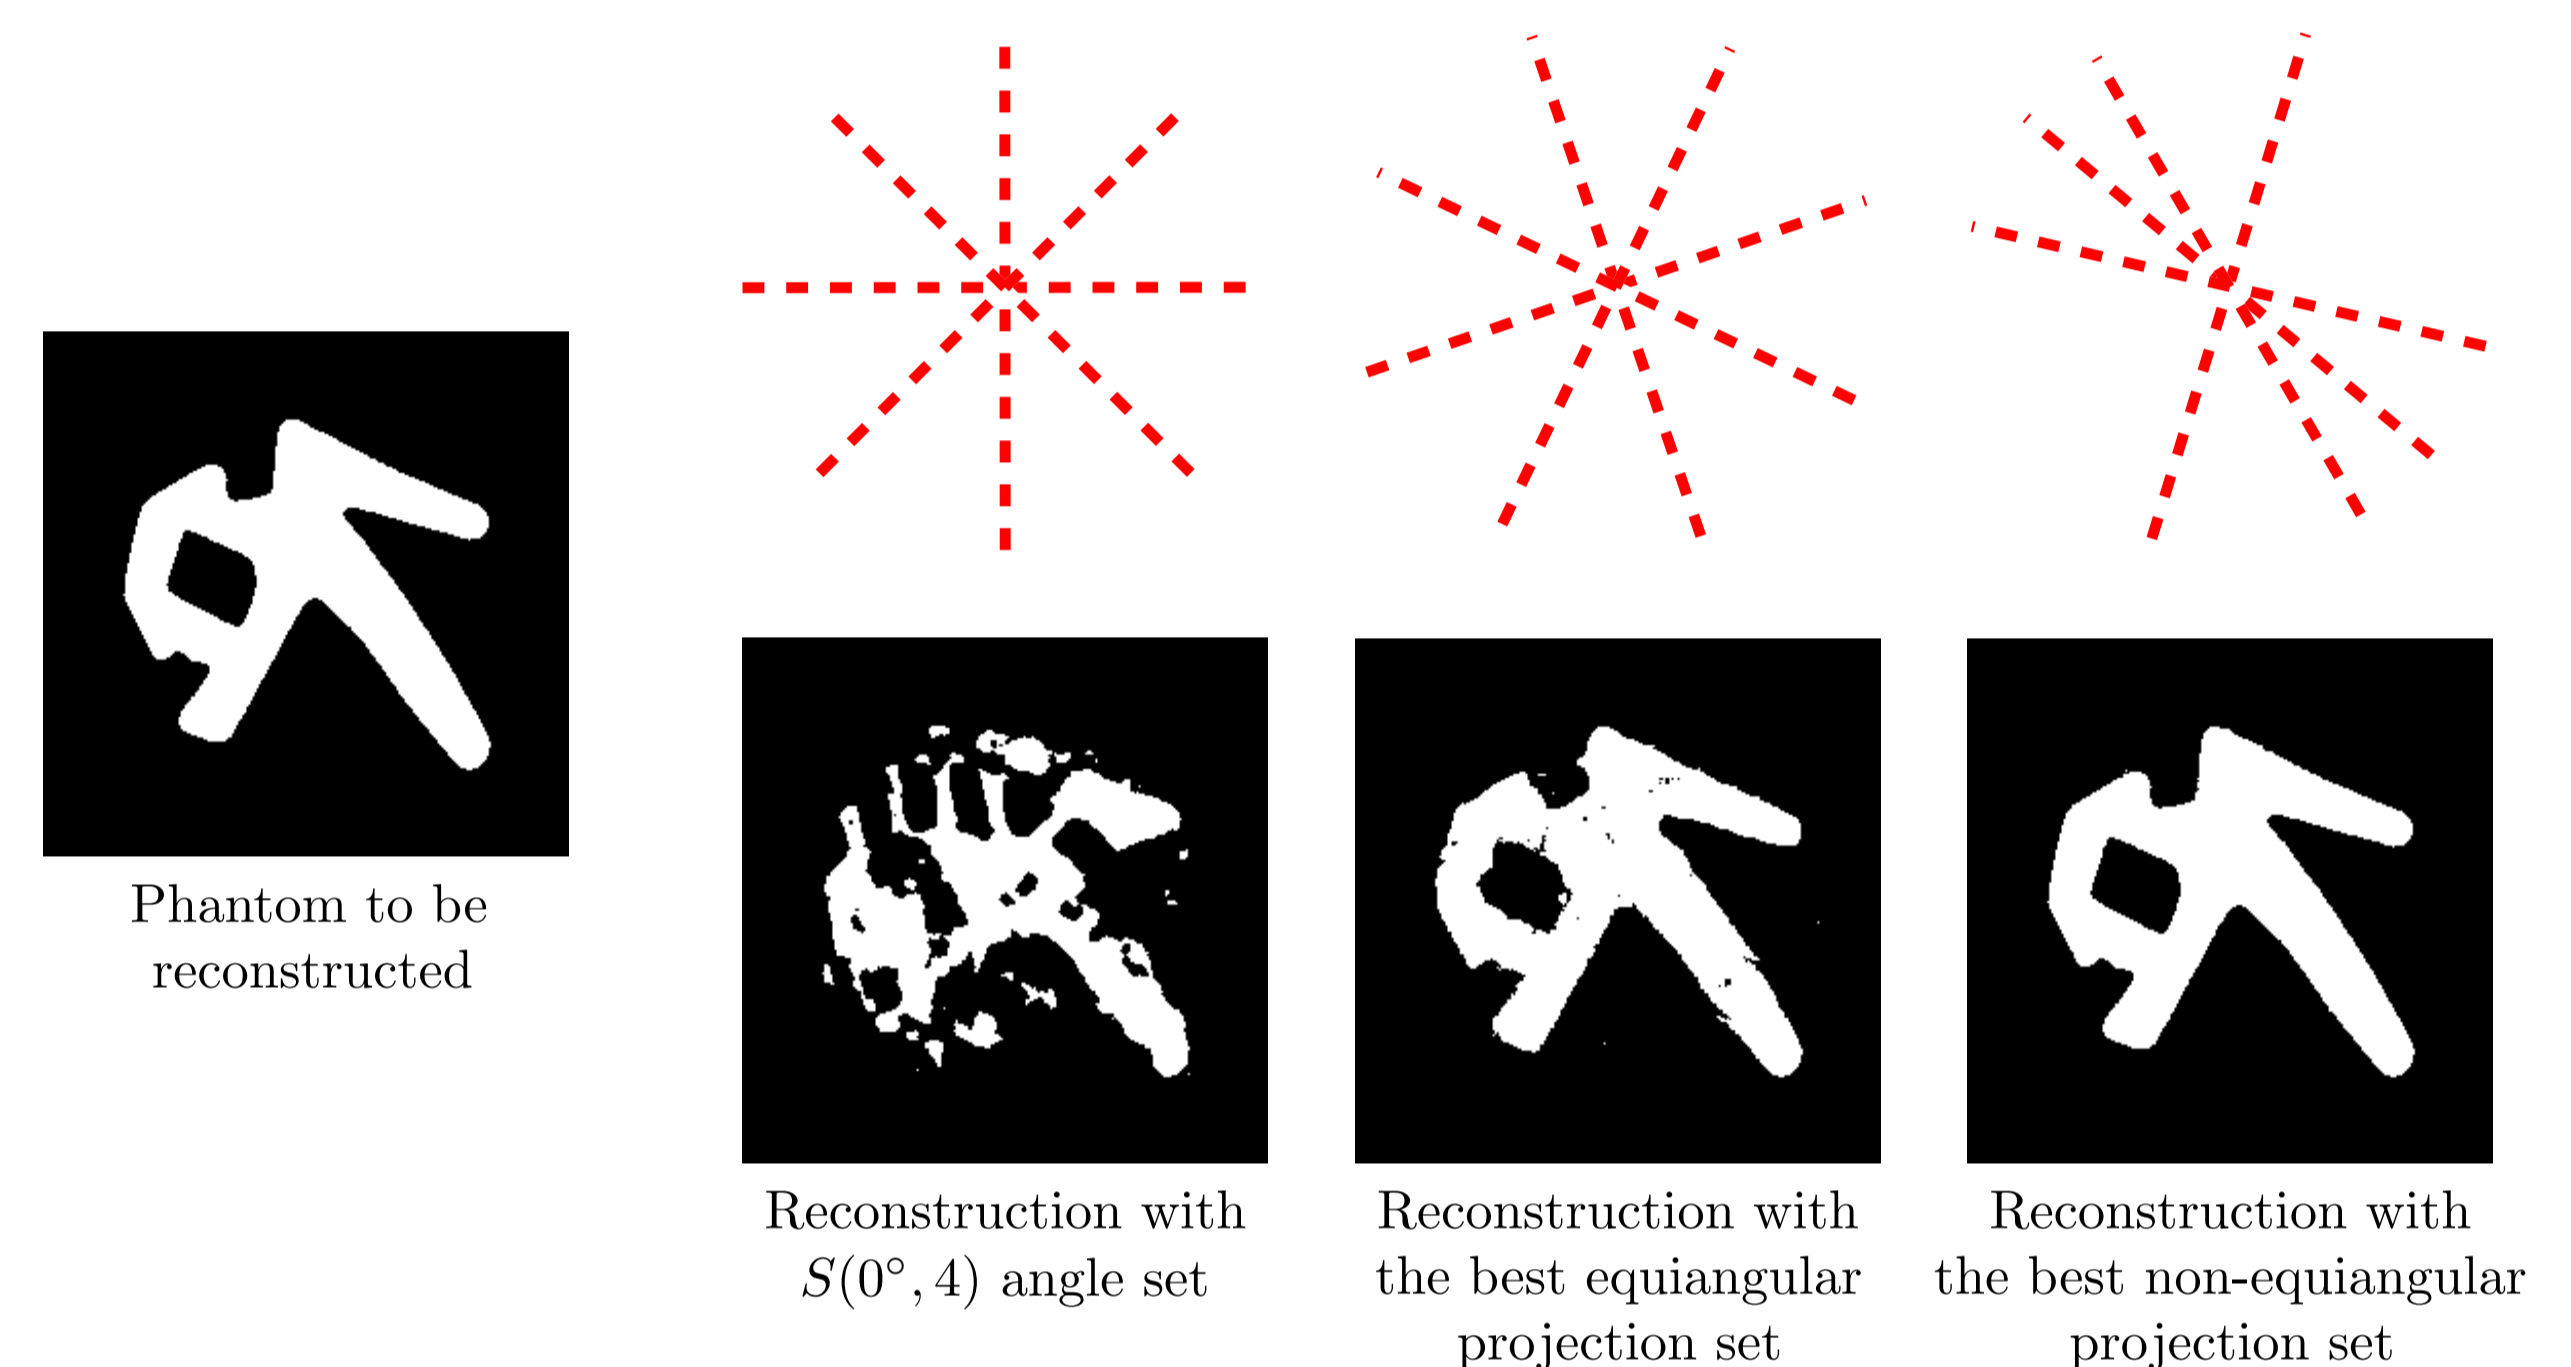 Phantom to be
reconstructed
Reconstruction with
S(0°, 4) angle set
Reconstruction with
the best equiangular
projection set
Reconstruction with
the best non-equiangular
projection set